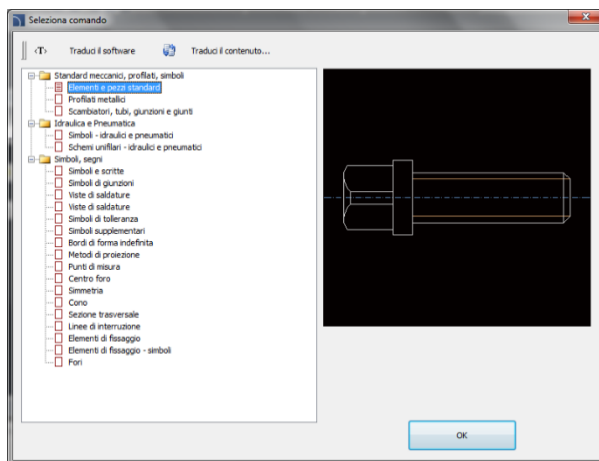 Seleziona comando
Traduci il software Traduci il contenuto...
Standard meccanici, profilati, simboli
Elementi e pezzi standard
Profilati metallici
Scambiatori, tubi, giunzioni e giunti
Idraulica e Pneumatica
Simboli - idraulici e pneumatici
Schemi unifilari - idraulici e pneumatici
Simboli, segni
Simboli e scritte
Simboli di giunzioni
Viste di saldature
Viste di saldature
Simboli di tolleranza
Simboli supplementari
Bordi di forma indefinita
Metodi di proiezione
Punti di misura
Centro foro
Simmetria
Cono
Sezione trasversale
Linee di interruzione
Elementi di fissaggio
Elementi di fissaggio - simboli
Fori
OK